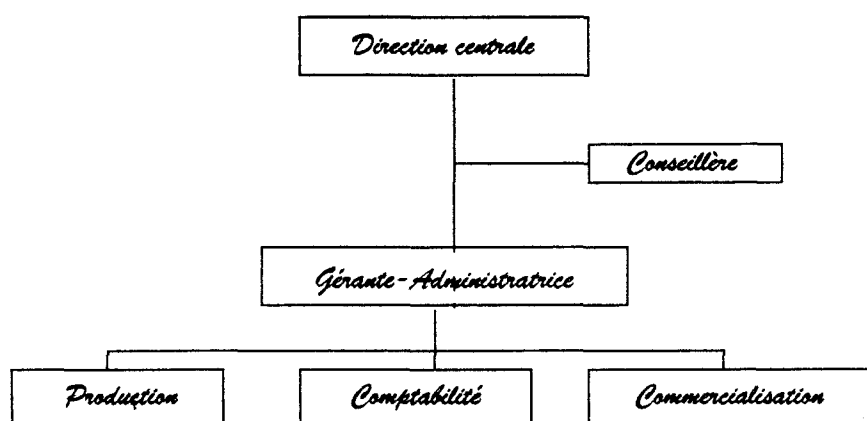 Direction centrale
Conseillère
Gérante-Administratrice
Production
Comptabilité
Commercialisation